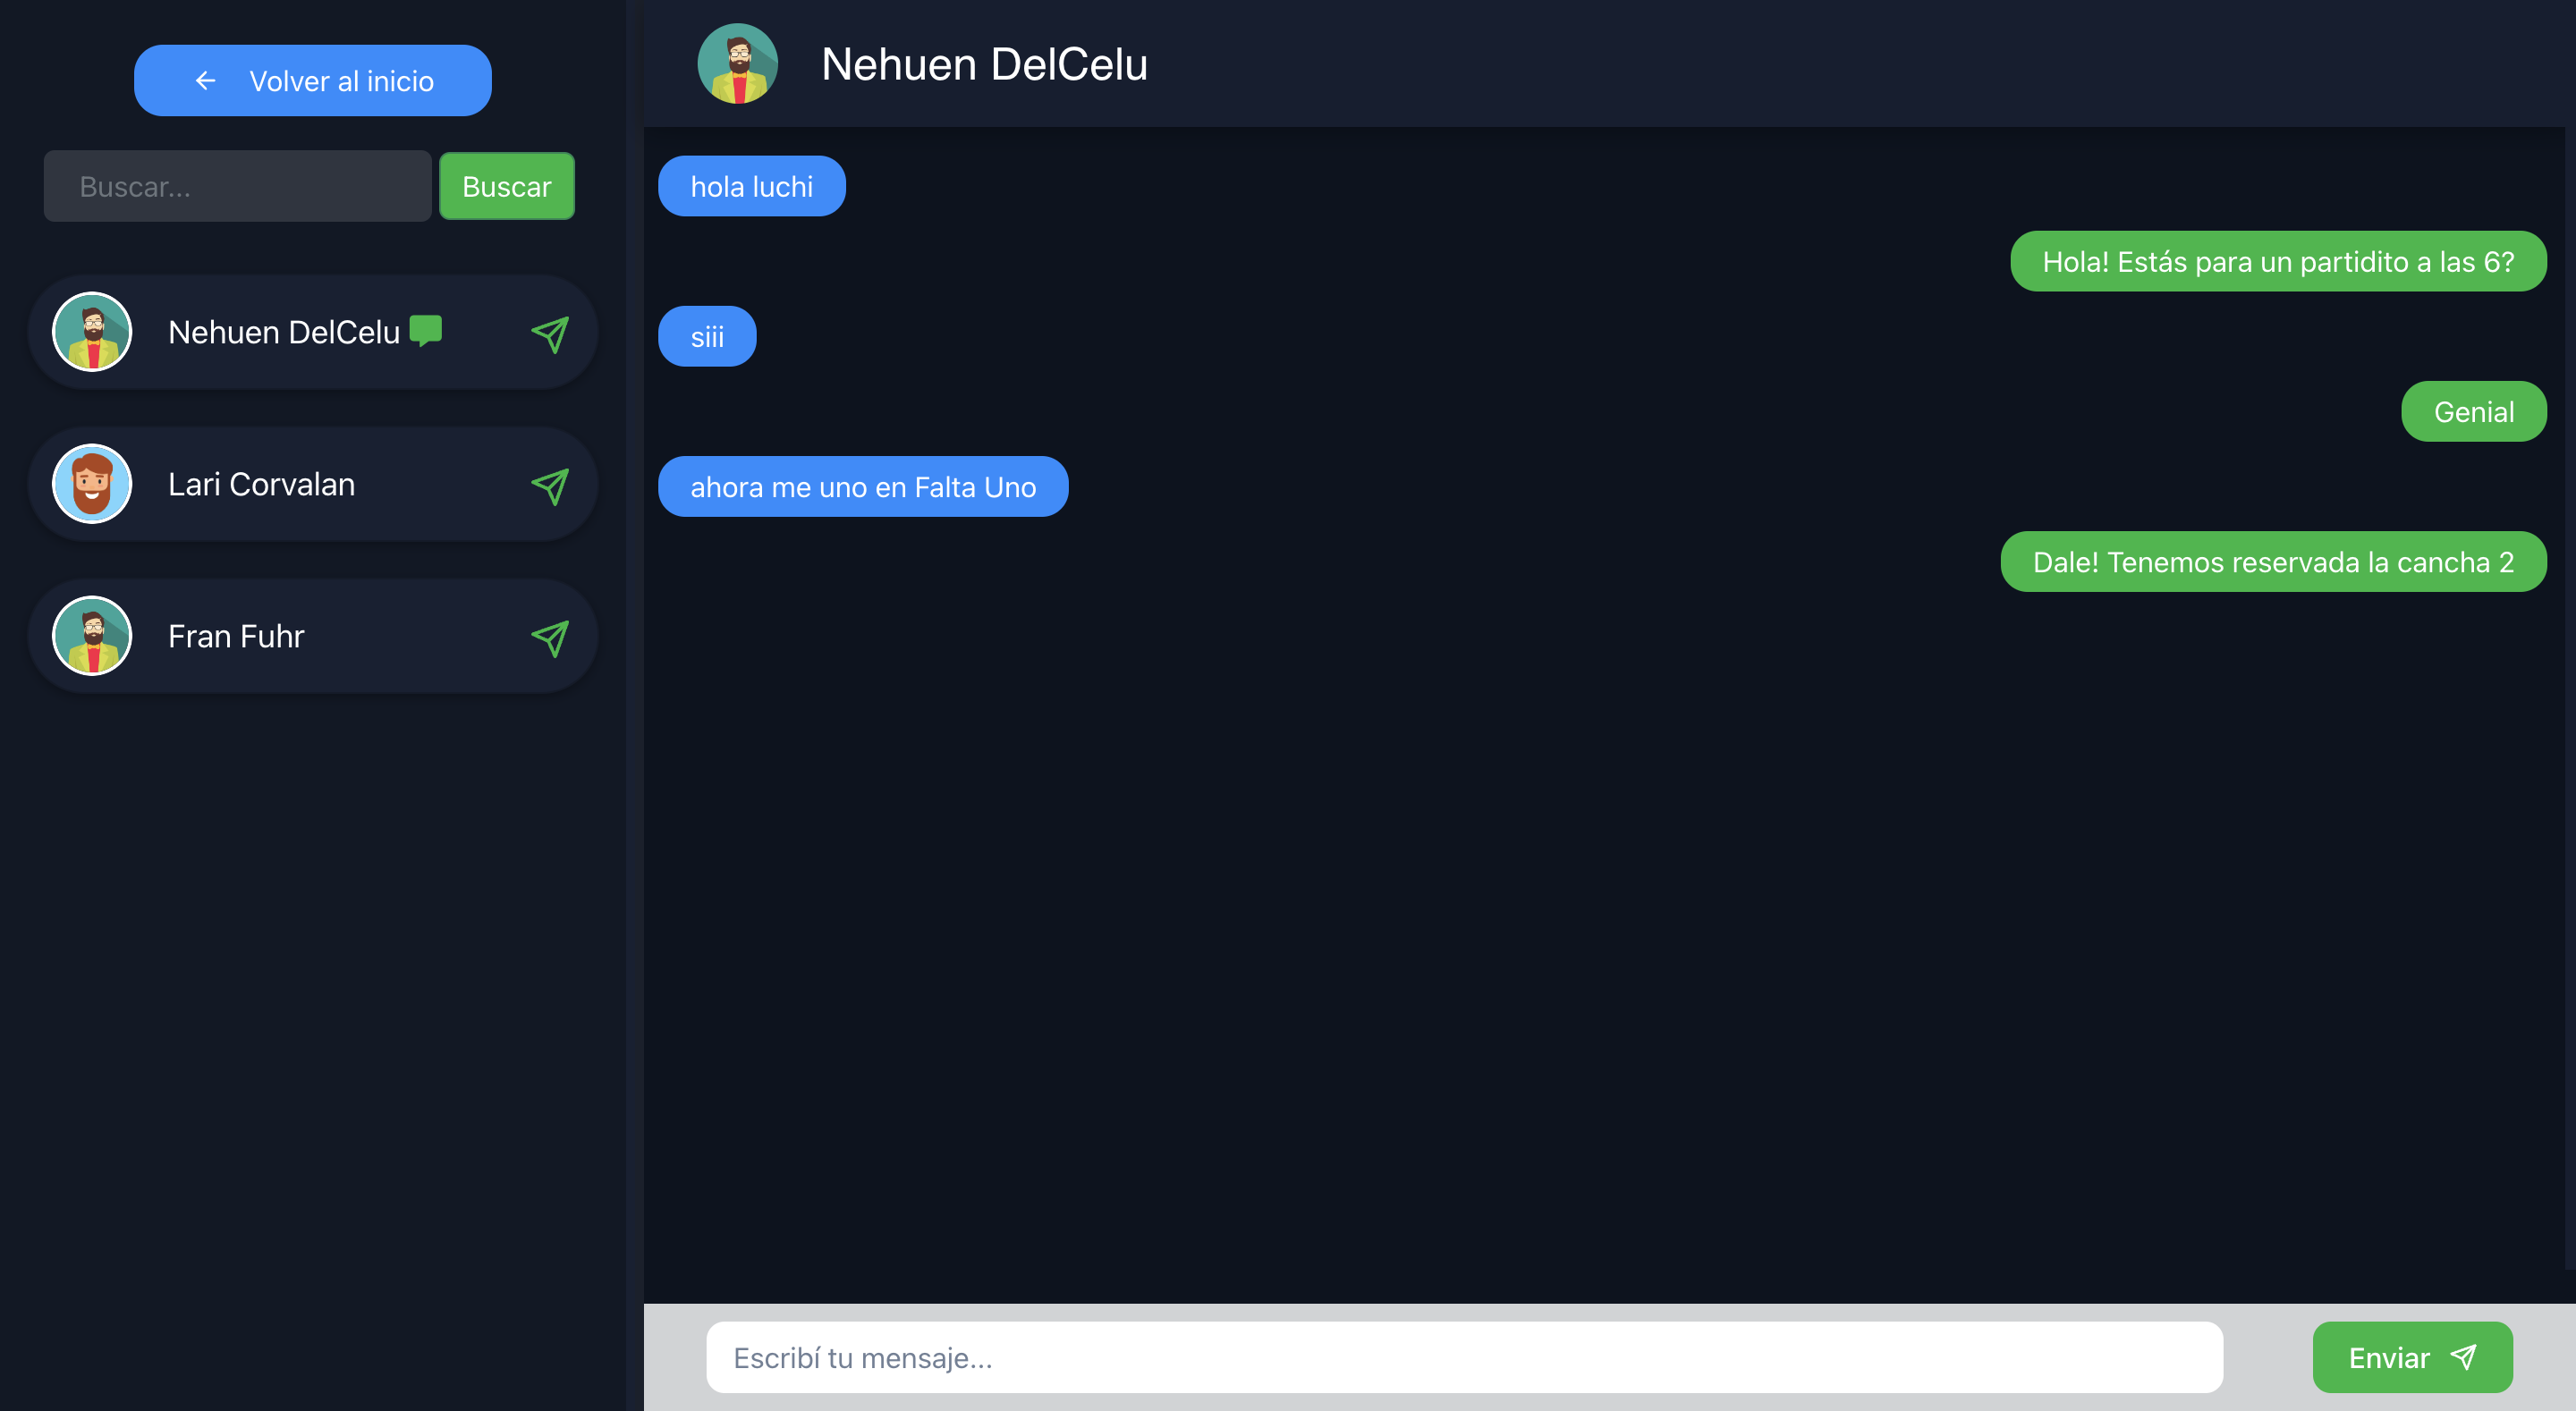 Volver al inicio
Buscar...
Buscar
Nehuen DelCelu
Lari Corvalan
Fran Fuhr
Nehuen DelCelu
hola luchi
Hola! Estás para un partidito a las 6?
siii
Genial
ahora me uno en Falta Uno
Dale! Tenemos reservada la cancha 2
Escribí tu mensaje...
Enviar